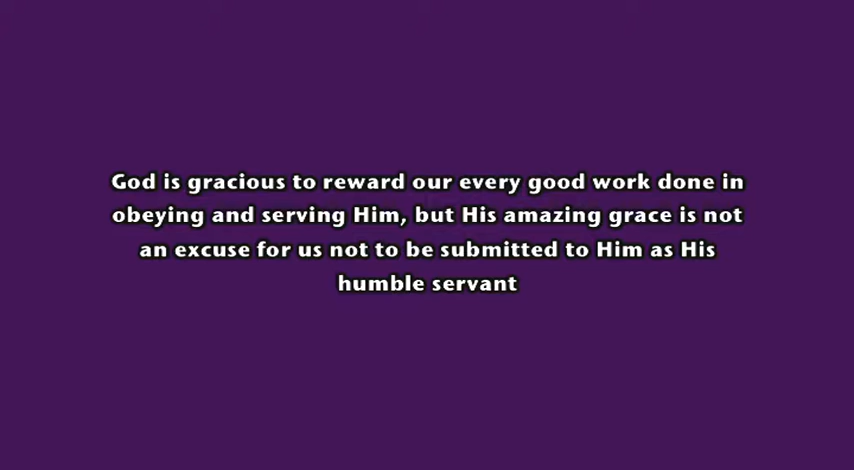 God is gracious to reward our every good work done in
obeying and serving Him, but His amazing grace is not
an excuse for us not to be submitted to Him as His
humble servant